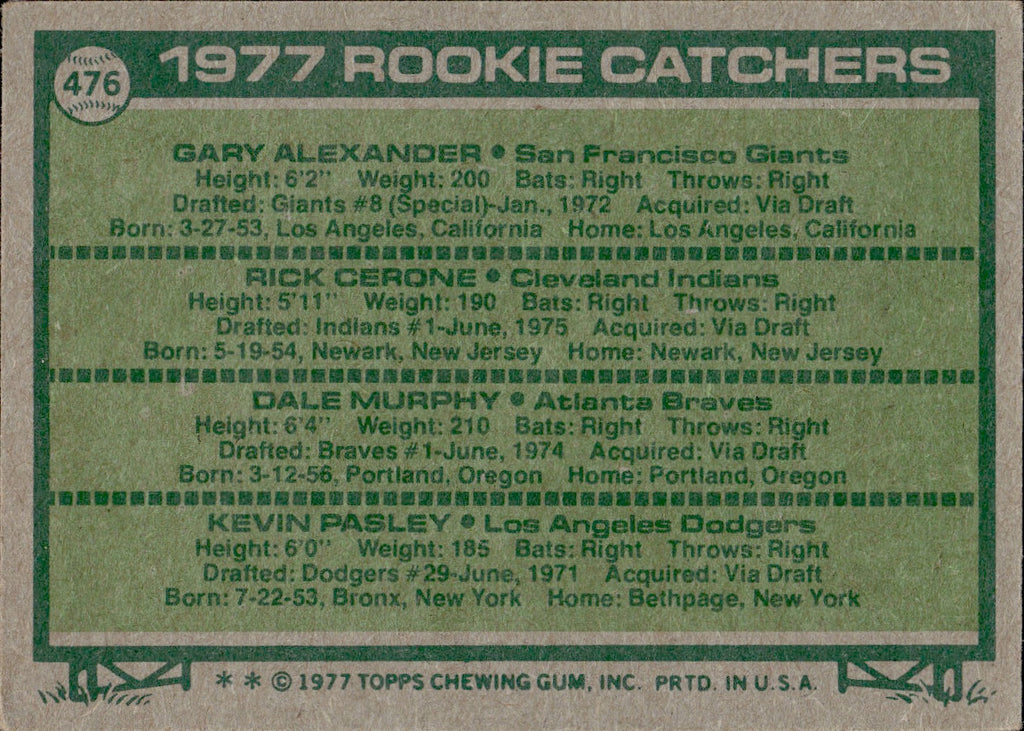 476
1977 ROOKIE CATCHERS
GARY ALEXANDER • San Francisco Giants
Height: 6'2" Weight: 200 Bats: Right Throws: Right
Drafted: Giants #8 (Special)-Jan., 1972 Acquired: Via Draft
Born: 3-27-53, Los Angeles, California Home: Los Angeles, California
RICK CERONE • Cleveland Indians
Height: 5'11" Weight: 190 Bats: Right Throws: Right
Drafted: Indians #1-June, 1975 Acquired: Via Draft
Born: 5-19-54, Newark, New Jersey Home: Newark, New Jersey
DALE MURPHY • Atlanta Braves
Height: 6'4" Weight: 210 Bats: Right Throws: Right
Drafted: Braves #1-June, 1974 Acquired: Via Draft
Born: 3-12-56, Portland, Oregon Home: Portland, Oregon
KEVIN PASLEY • Los Angeles Dodgers
Height: 6'0" Weight: 185 Bats: Right Throws: Right
Drafted: Dodgers #29-June, 1971 Acquired: Via Draft
Born: 7-22-53, Bronx, New York Home: Bethpage, New York
* * © 1977 TOPPS CHEWING GUM, INC. PRTD. IN U.S.A.